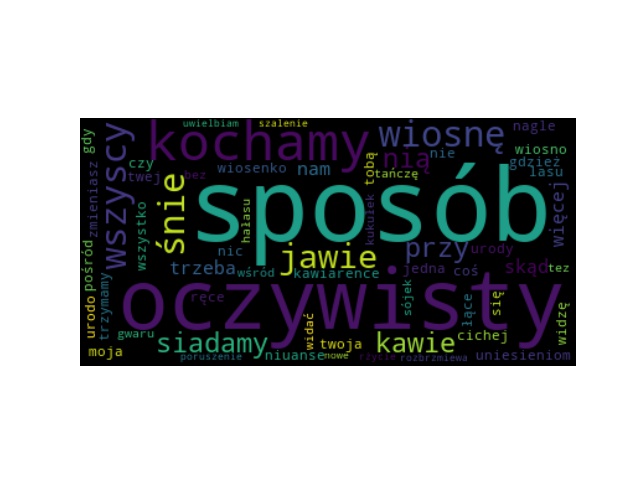 uwielbiam szalenie
kochamy wiosnę nagle
gdy wszyscy czy wiosenko nam nią nie wiosno
zmieniasz twej bez tobą tańczę gdzież lasu
śnie sposób
wszystko hałasu kukułek więcej
pośród nic jawie przy urody
trzeba wśród kawiarence jedna coś skąd tez
oczywisty
urodo trzymamy ręce sójek łące się widzę
gwaru siadamy widać twoja kawie cichej
moja poruszenie niuanse nowe rżycie rozbrzmiewa uniesieniom